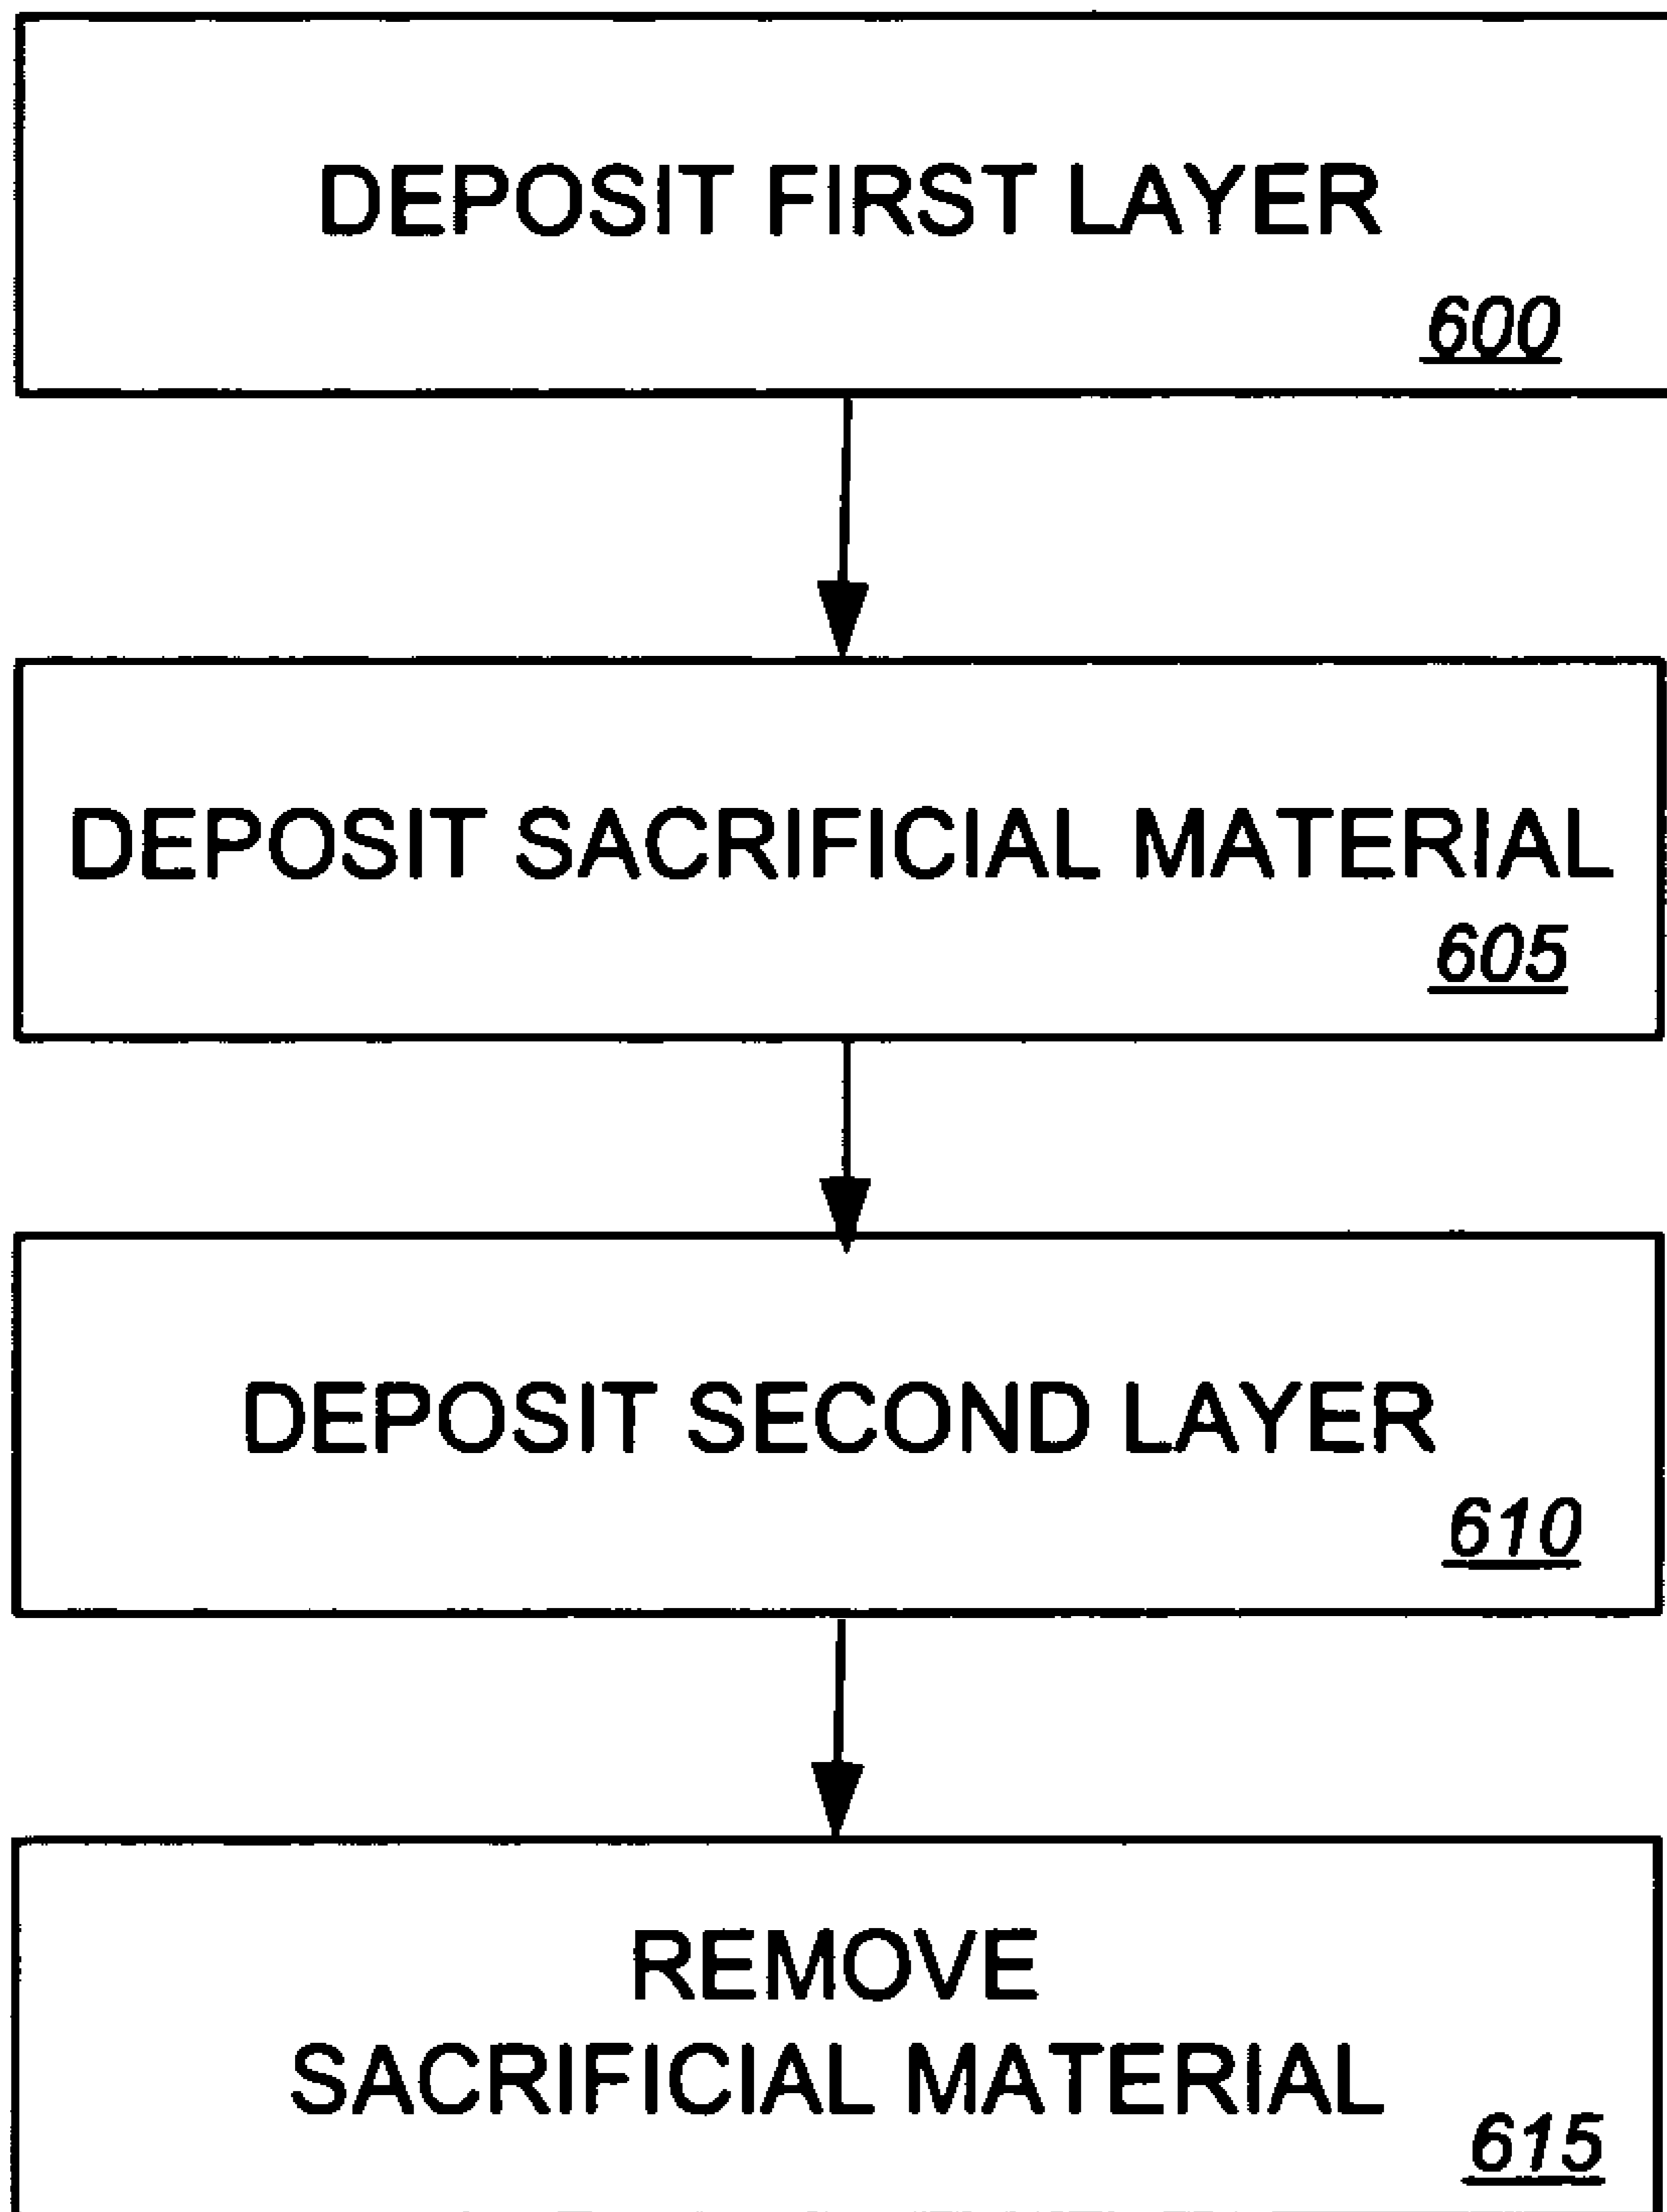 DEPOSIT FIRST LAYER
600
DEPOSIT SACRIFICIAL MATERIAL
605
DEPOSIT SECOND LAYER
610
REMOVE
SACRIFICIAL MATERIAL
615